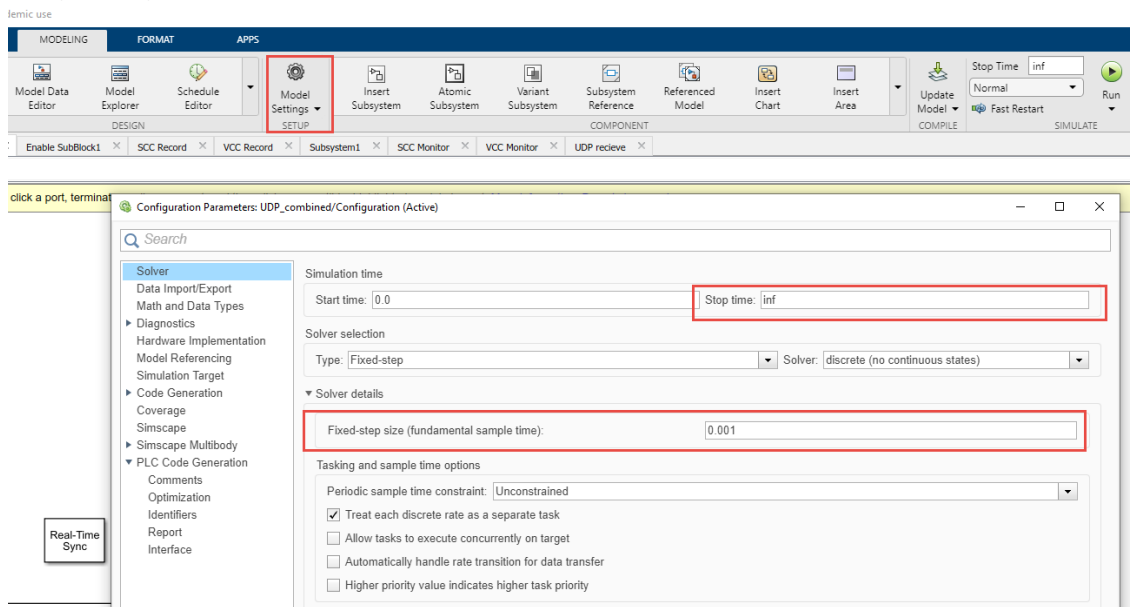 demic use
MODELING FORMAT APPS
Model Data Editor Model Explorer Schedule Editor Model Settings Insert Subsystem Atomic Subsystem Variant Subsystem Subsystem Reference Referenced Model Insert Chart Insert Area Update Model Stop Time inf
Normal Run
Fast Restart
DESIGN SETUP COMPONENT COMPILE SIMULATE
Enable SubBlock1 SCC Record VCC Record Subsystem1 SCC Monitor VCC Monitor UDP recieve
click a port, terminat
Configuration Parameters: UDP_combined/Configuration (Active)
Search
Solver
Data Import/Export
Math and Data Types
Diagnostics
Hardware Implementation
Model Referencing
Simulation Target
Code Generation
Coverage
Simscape
Simscape Multibody
PLC Code Generation
Comments
Optimization
Identifiers
Report
Interface
Simulation time
Start time: 0.0 Stop time: inf
Solver selection
Type: Fixed-step Solver: discrete (no continuous states)
Solver details
Fixed-step size (fundamental sample time): 0.001
Tasking and sample time options
Periodic sample time constraint: Unconstrained
Treat each discrete rate as a separate task
Allow tasks to execute concurrently on target
Automatically handle rate transition for data transfer
Higher priority value indicates higher task priority
Real-Time
Sync